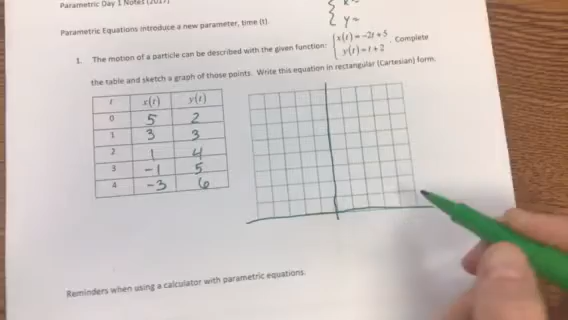 Parametric Day 1 Notes (2017)
x=
y=
Parametric Equations introduce a new parameter, time (t).
1. The motion of a particle can be described with the given function: { x(t) = -2t + 5 y(t) = t + 2 . Complete
the table and sketch a graph of those points. Write this equation in rectangular (Cartesian) form.
t x(t) y(t)
0 5 2
1 3 3
2 1 4
3 -1 5
4 -3 6
Reminders when using a calculator with parametric equations.